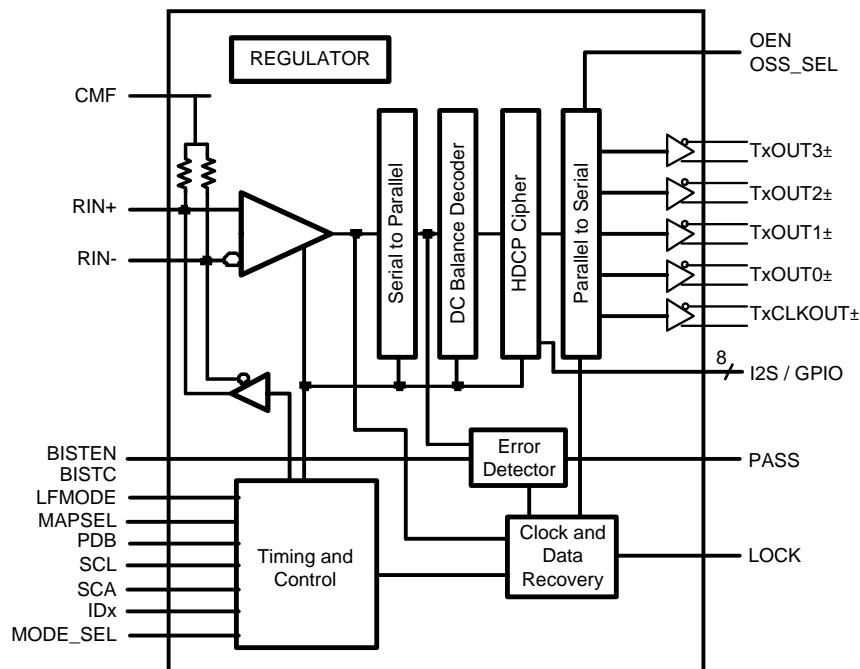 REGULATOR
OEN
OSS_SEL
CMF
RIN+
RIN-
Serial to Parallel
DC Balance Decoder
HDCP Cipher
Parallel to Serial
TxOUT3±
TxOUT2±
TxOUT1±
TxOUT0±
TxCLKOUT±
8
I2S / GPIO
BISTEN
BISTC
LFMODE
MAPSEL
PDB
SCL
SCA
IDx
MODE_SEL
Timing and
Control
Error
Detector
PASS
Clock and
Data
Recovery
LOCK